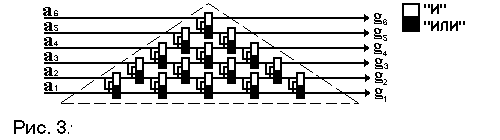 a6 g6 "И"
a5 g5 "ИЛИ"
a4 g4
a3 g3
a2 g2
a1 g1
Рис. 3.